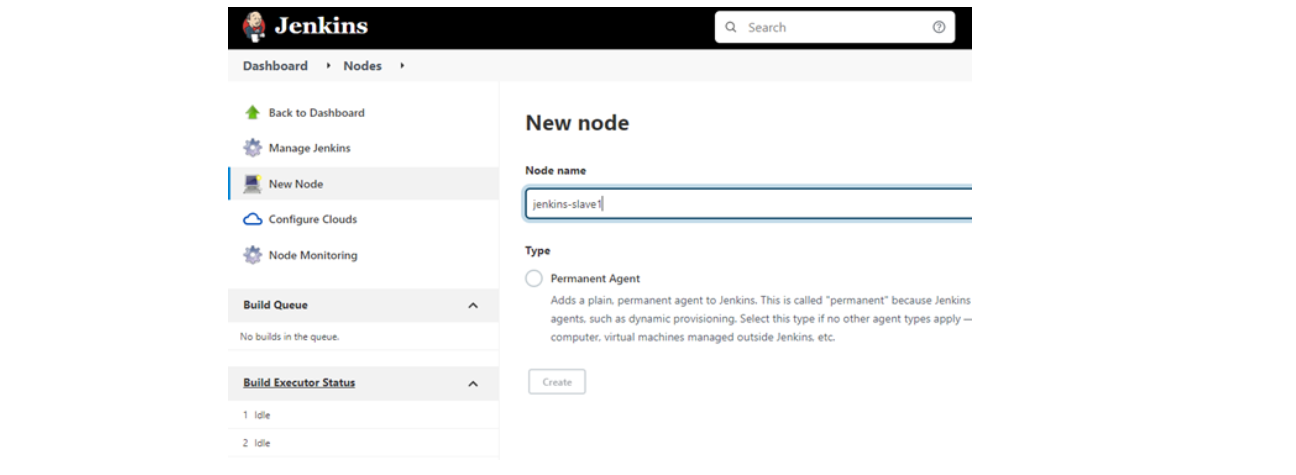 Jenkins
Search
Dashboard Nodes
Back to Dashboard
Manage Jenkins
New Node
Configure Clouds
Node Monitoring
Build Queue
No builds in the queue.
Build Executor Status
1 Idle
2 Idle
New node
Node name
jenkins-slave1
Type
Permanent Agent
Adds a plain, permanent agent to Jenkins. This is called "permanent" because Jenkins
agents, such as dynamic provisioning. Select this type if no other agent types apply —
computer, virtual machines managed outside Jenkins, etc.
Create